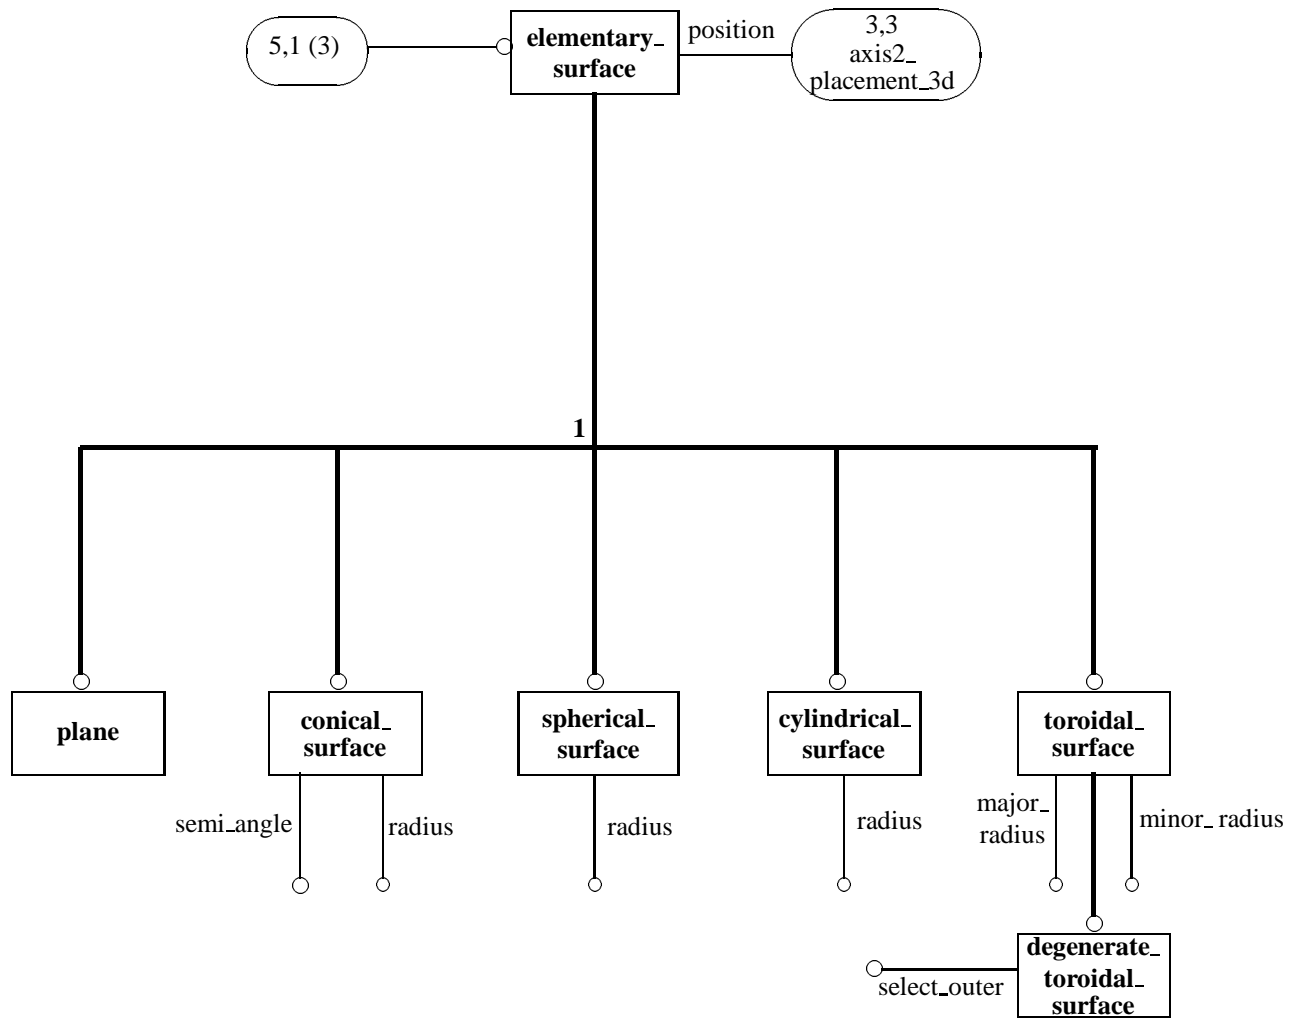 5,1 (3)
elementary_
surface
position
3,3
axis2_
placement_3d
1
plane
conical_
surface
spherical_
surface
cylindrical_
surface
toroidal_
surface
semi_angle
radius
radius
radius
major_
radius
minor_ radius
degenerate_
toroidal_
surface
select_outer